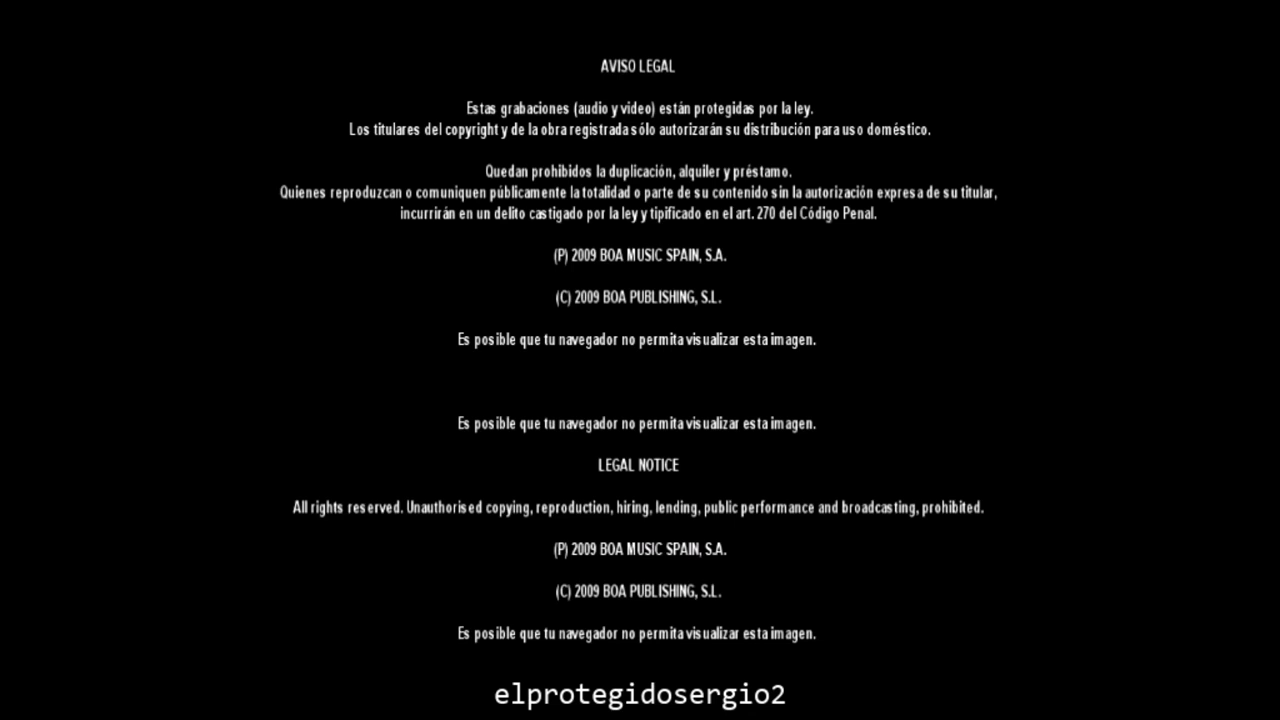 AVISO LEGAL
Estas grabaciones (audio y video) están protegidas por la ley.
Los titulares del copyright y de la obra registrada sólo autorizarán su distribución para uso doméstico.
Quedan prohibidos la duplicación, alquiler y préstamo.
Quienes reproduzcan o comuniquen públicamente la totalidad o parte de su contenido sin la autorización expresa de su titular,
incurrirán en un delito castigado por la ley y tipificado en el art. 270 del Código Penal.
(P) 2009 BOA MUSIC SPAIN, S.A.
(C) 2009 BOA PUBLISHING, S.L.
Es posible que tu navegador no permita visualizar esta imagen.
Es posible que tu navegador no permita visualizar esta imagen.
LEGAL NOTICE
All rights reserved. Unauthorised copying, reproduction, hiring, lending, public performance and broadcasting, prohibited.
(P) 2009 BOA MUSIC SPAIN, S.A.
(C) 2009 BOA PUBLISHING, S.L.
Es posible que tu navegador no permita visualizar esta imagen.
elprotegidosergio2